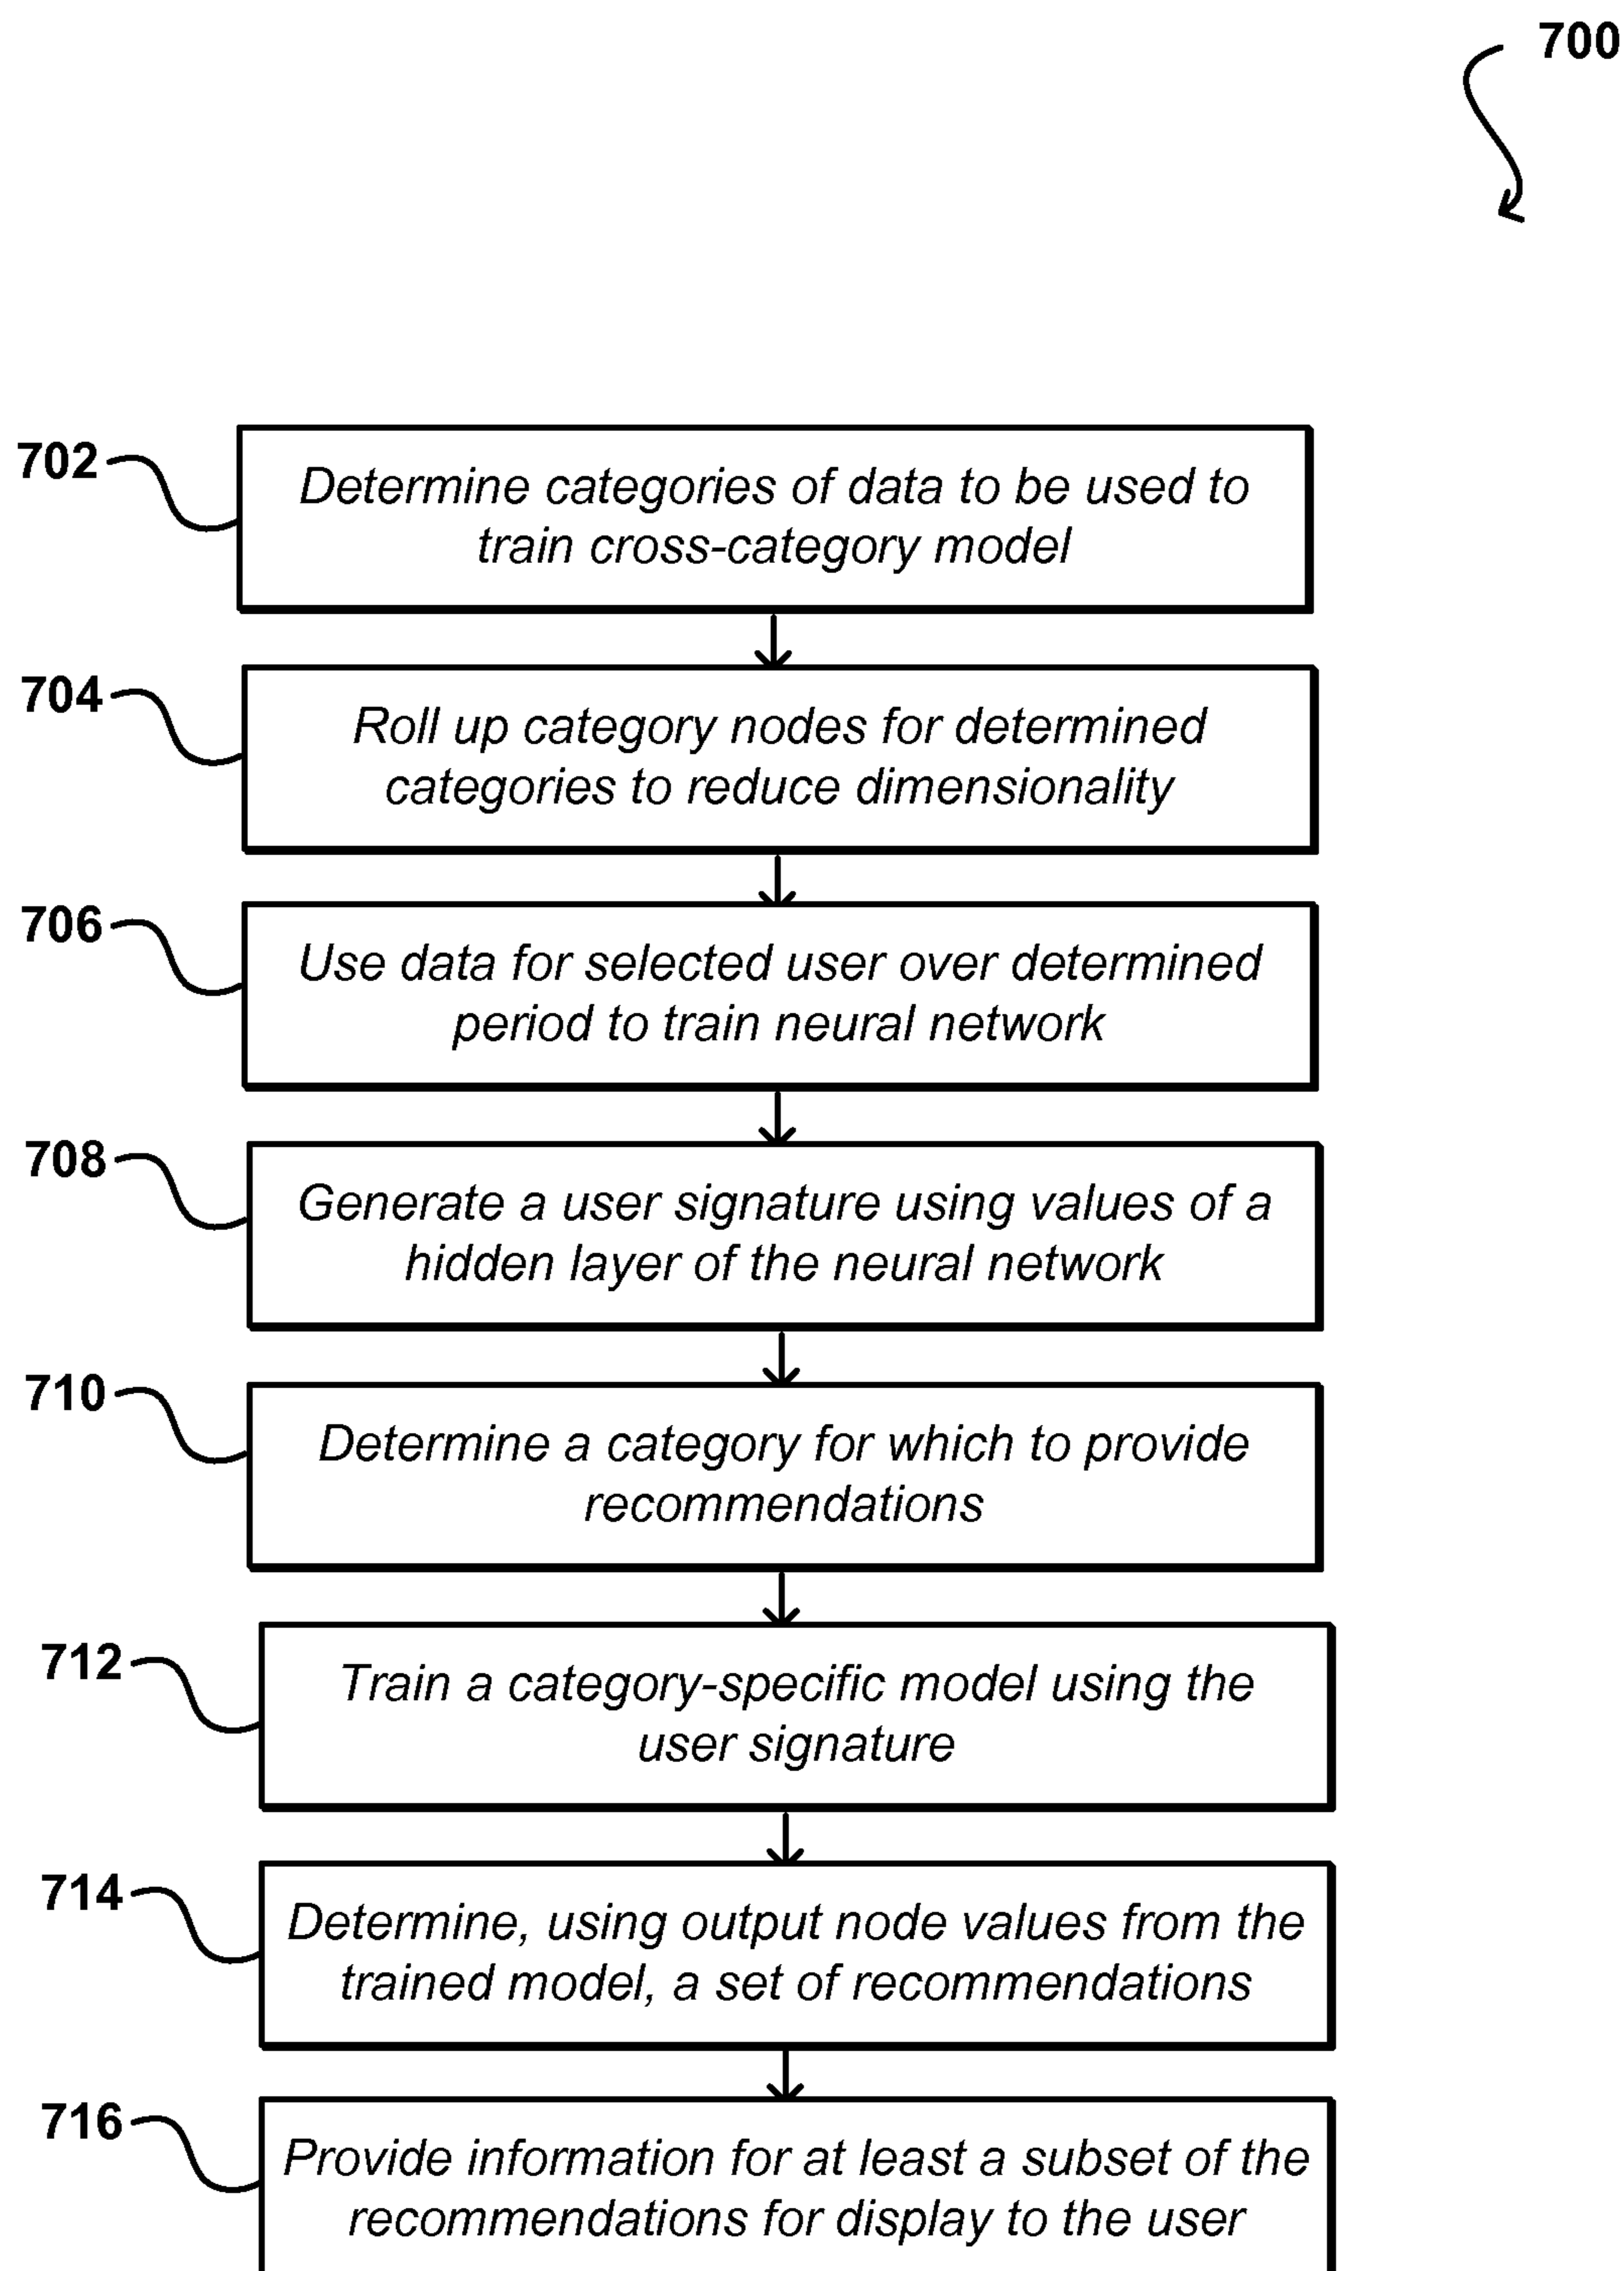 700
702
Determine categories of data to be used to
train cross-category model
704
Roll up category nodes for determined
categories to reduce dimensionality
706
Use data for selected user over determined
period to train neural network
708
Generate a user signature using values of a
hidden layer of the neural network
710
Determine a category for which to provide
recommendations
712
Train a category-specific model using the
user signature
714
Determine, using output node values from the
trained model, a set of recommendations
716
Provide information for at least a subset of the
recommendations for display to the user